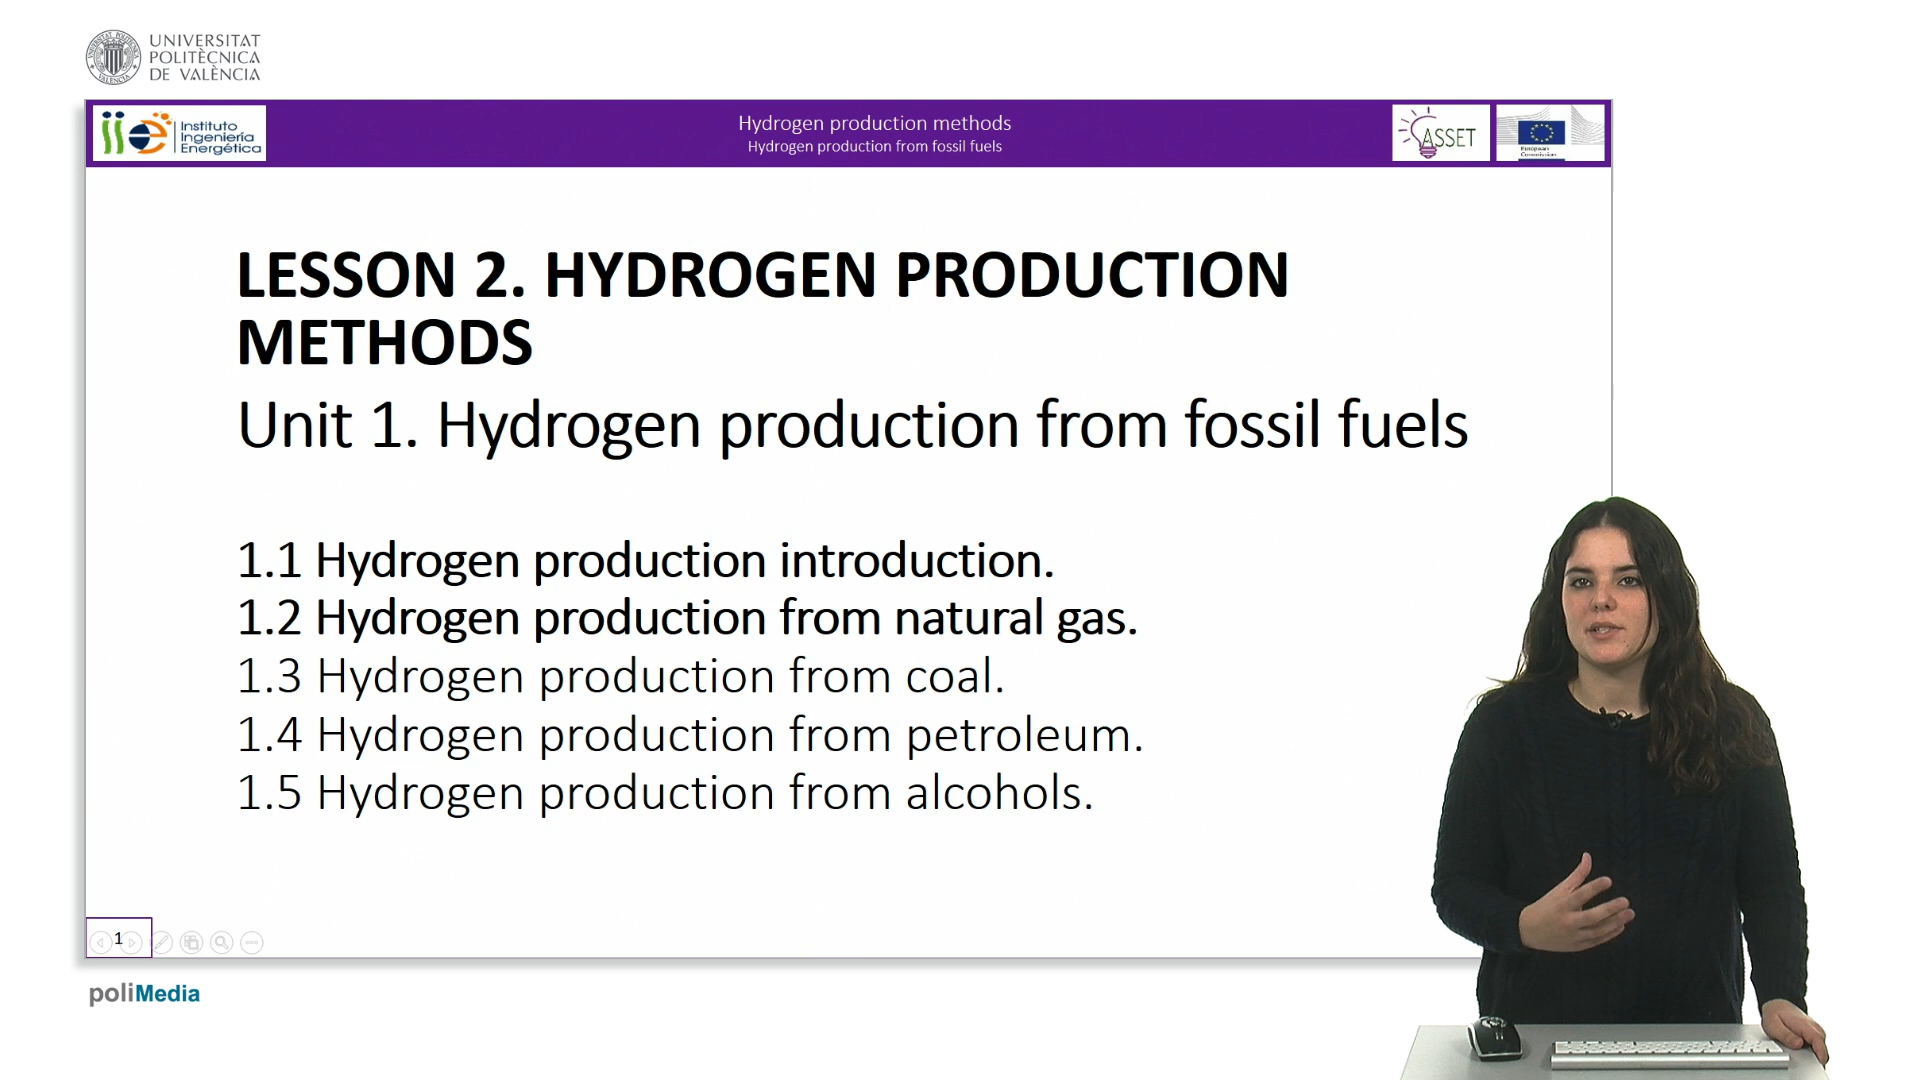 UNIVERSITAT
POLITÈCNICA
DE VALÈNCIA
Instituto
Ingeniería
Energética
Hydrogen production methods
Hydrogen production from fossil fuels
ASSET
European
Commission
LESSON 2. HYDROGEN PRODUCTION
METHODS
Unit 1. Hydrogen production from fossil fuels
1.1 Hydrogen production introduction.
1.2 Hydrogen production from natural gas.
1.3 Hydrogen production from coal.
1.4 Hydrogen production from petroleum.
1.5 Hydrogen production from alcohols.
1
poliMedia